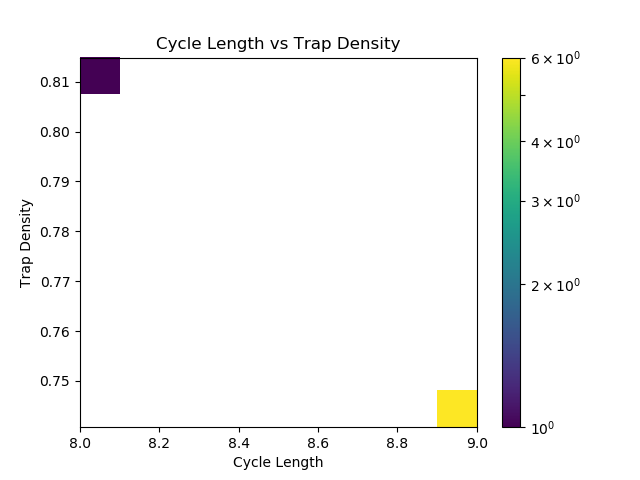 Cycle Length vs Trap Density
0.81
0.80
0.79
0.78
0.77
0.76
0.75
Trap Density
8.0 8.2 8.4 8.6 8.8 9.0
Cycle Length
6 × 10⁰
4 × 10⁰
3 × 10⁰
2 × 10⁰
10⁰